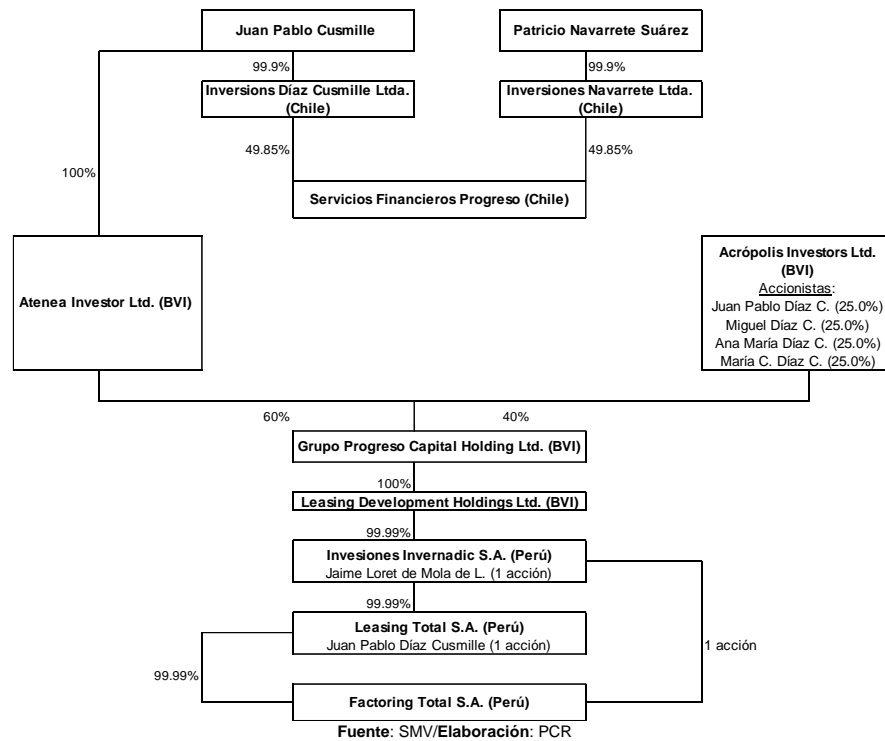 Juan Pablo Cusmille
Patricio Navarrete Suárez
99.9%
99.9%
Inversions Díaz Cusmille Ltda.
(Chile)
Inversiones Navarrete Ltda.
(Chile)
49.85%
49.85%
100%
Servicios Financieros Progreso (Chile)
Atenea Investor Ltd. (BVI)
Acrópolis Investors Ltd.
(BVI)
Accionistas:
Juan Pablo Díaz C. (25.0%)
Miguel Díaz C. (25.0%)
Ana María Díaz C. (25.0%)
María C. Díaz C. (25.0%)
60%
40%
Grupo Progreso Capital Holding Ltd. (BVI)
100%
Leasing Development Holdings Ltd. (BVI)
99.99%
Invesiones Invernadic S.A. (Perú)
Jaime Loret de Mola de L. (1 acción)
99.99%
Leasing Total S.A. (Perú)
Juan Pablo Díaz Cusmille (1 acción)
1 acción
99.99%
Factoring Total S.A. (Perú)
Fuente: SMV/Elaboración: PCR